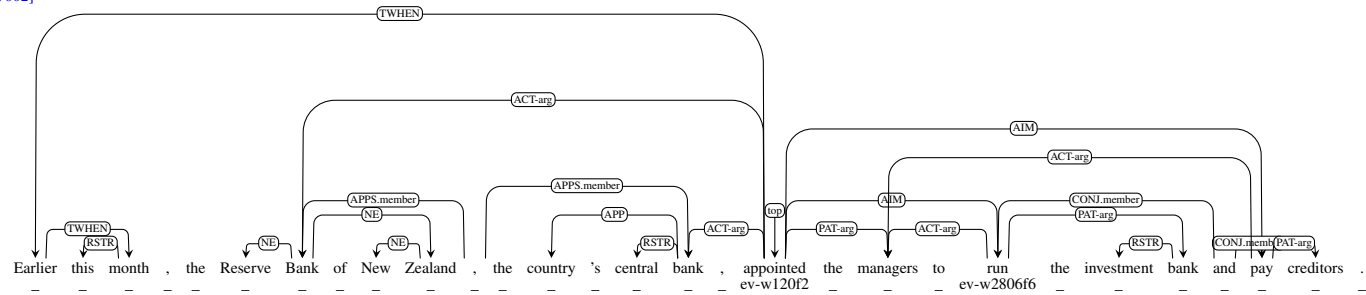 TWHEN
ACT-arg
AIM
ACT-arg
APPS.member
APPS.member AIM CONJ.member
NE APP top PAT-arg
TWHEN ACT-arg PAT-arg ACT-arg
RSTR NE NE RSTR RSTR PAT-arg
Earlier this month , the Reserve Bank of New Zealand , the country 's central bank , appointed the managers to run the investment bank and pay creditors .
ev-w120f2 ev-w2806f6
_ _ _ _ _ _ _ _ _ _ _ _ _ _ _ _ _ _ _ _ _ _ _ _ _ _ _